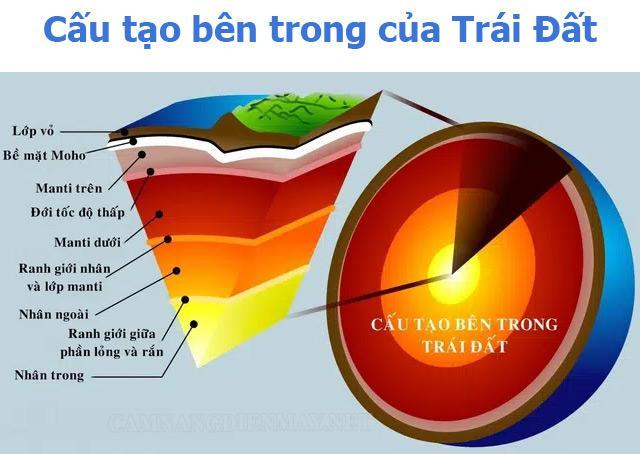 Cấu tạo bên trong của Trái Đất
Lớp vỏ
Bề mặt Moho
Manti trên
Đới tốc độ thấp
Manti dưới
Ranh giới nhân
và lớp manti
Nhân ngoài
Ranh giới giữa
phần lỏng và rắn
Nhân trong
CẤU TẠO BÊN TRONG
TRÁI ĐẤT
CAMNANGDIENMAY.NET